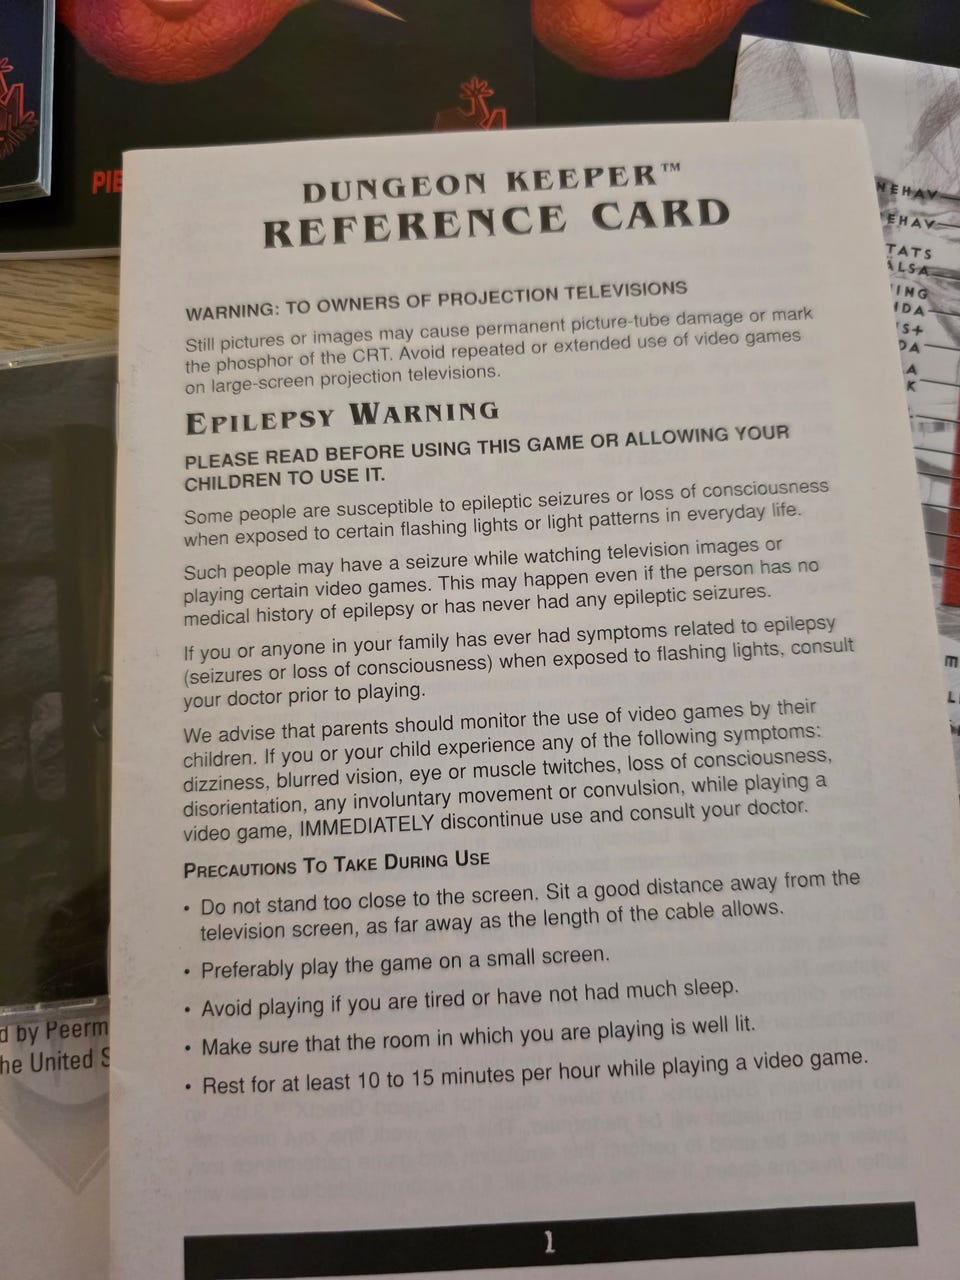 PIE
DUNGEON KEEPER™
REFERENCE CARD
WARNING: TO OWNERS OF PROJECTION TELEVISIONS
Still pictures or images may cause permanent picture-tube damage or mark
the phosphor of the CRT. Avoid repeated or extended use of video games
on large-screen projection televisions.
EPILEPSY WARNING
PLEASE READ BEFORE USING THIS GAME OR ALLOWING YOUR
CHILDREN TO USE IT.
Some people are susceptible to epileptic seizures or loss of consciousness
when exposed to certain flashing lights or light patterns in everyday life.
Such people may have a seizure while watching television images or
playing certain video games. This may happen even if the person has no
medical history of epilepsy or has never had any epileptic seizures.
If you or anyone in your family has ever had symptoms related to epilepsy
(seizures or loss of consciousness) when exposed to flashing lights, consult
your doctor prior to playing.
We advise that parents should monitor the use of video games by their
children. If you or your child experience any of the following symptoms:
dizziness, blurred vision, eye or muscle twitches, loss of consciousness,
disorientation, any involuntary movement or convulsion, while playing a
video game, IMMEDIATELY discontinue use and consult your doctor.
PRECAUTIONS TO TAKE DURING USE
• Do not stand too close to the screen. Sit a good distance away from the
television screen, as far away as the length of the cable allows.
• Preferably play the game on a small screen.
• Avoid playing if you are tired or have not had much sleep.
• Make sure that the room in which you are playing is well lit.
• Rest for at least 10 to 15 minutes per hour while playing a video game.
1
NEHAV
EHAV
TATS
ÄLSA
ING
DA
S+
DA
A
K
d by Peerm
he United S